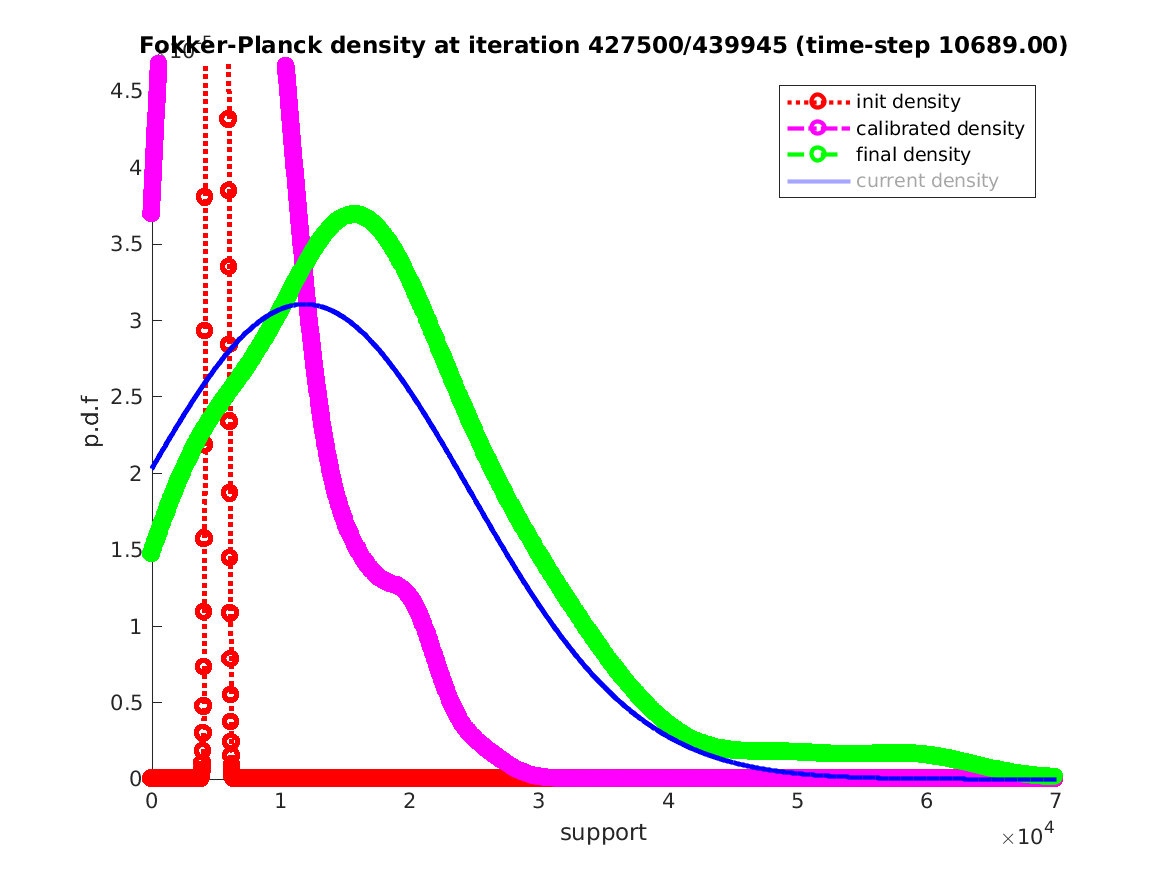 Fokker-Planck density at iteration 427500/439945 (time-step 10689.00)
init density
calibrated density
final density
current density
4.5
4
3.5
3
2.5
2
1.5
1
0.5
0
p.d.f
0 1 2 3 4 5 6 7
×10^4
support